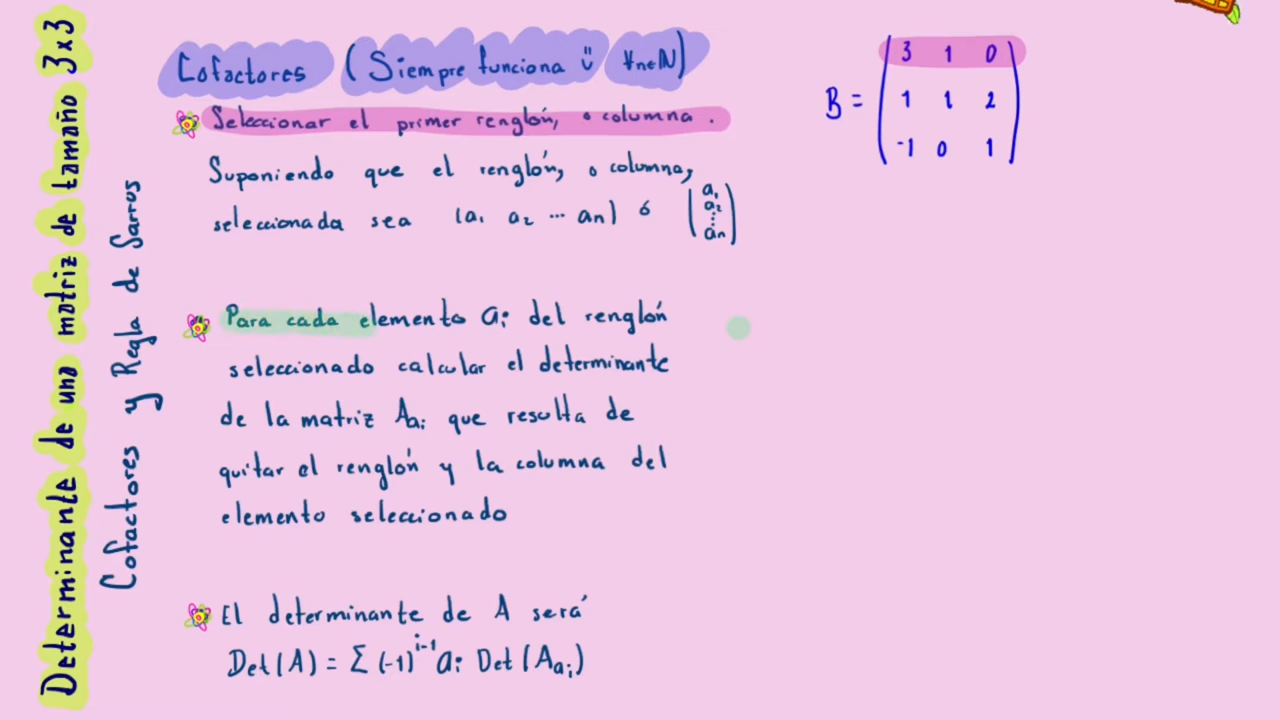 Determinante de una matriz de tamaño 3x3
Cofactores y Regla de Sarrus
Cofactores (Siempre funciona ü ∀n∈ℕ)
Seleccionar el primer renglón, o columna.
Suponiendo que el renglón, o columna,
seleccionada sea (a₁ a₂ ... an) ó (a₁ a₂ ⋮ an)
Para cada elemento ai del renglón
seleccionado calcular el determinante
de la matriz Aai que resulta de
quitar el renglón y la columna del
elemento seleccionado
El determinante de A será
Det(A) = Σ (-1)^i-1 ai Det(Aai)
3 1 0
B = 1 1 2
-1 0 1